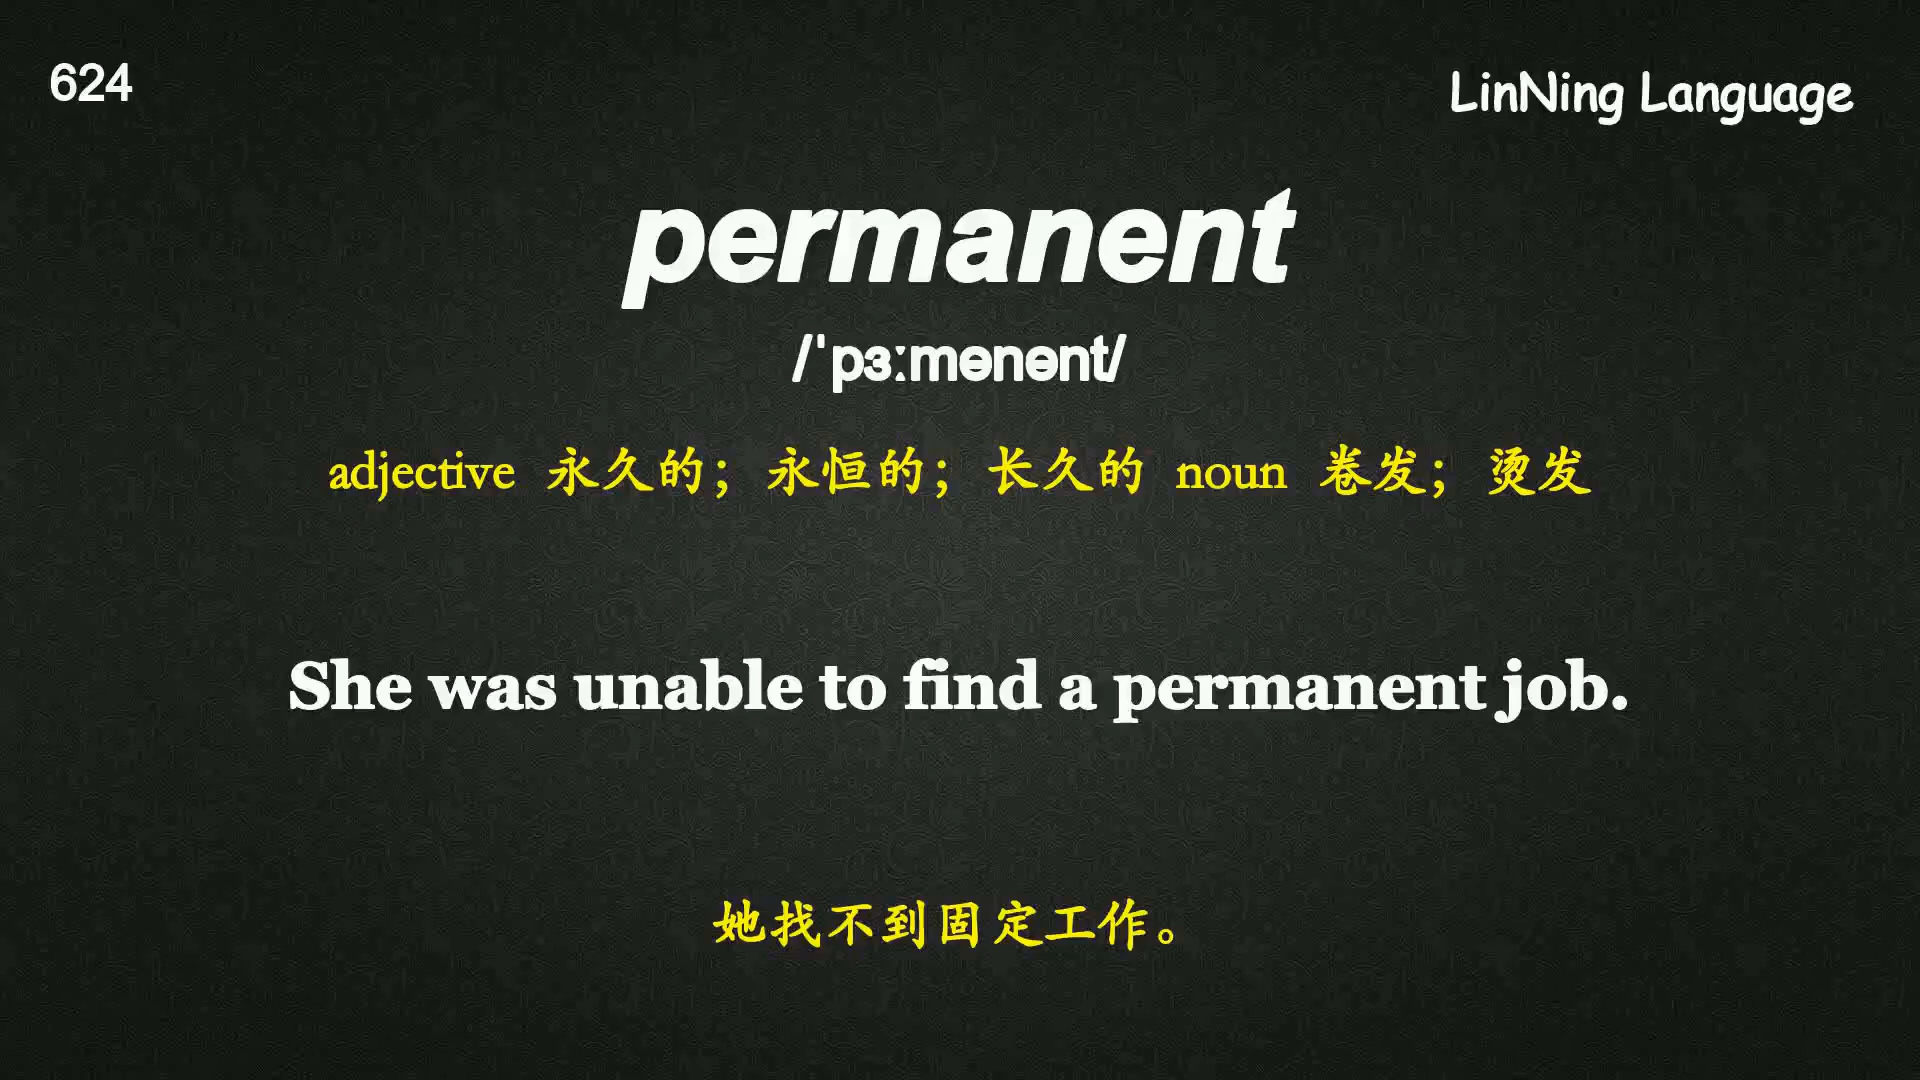 624
LinNing Language
permanent
/ˈpɜːmənənt/
adjective 永久的；永恒的；长久的 noun 卷发；烫发
She was unable to find a permanent job.
她找不到固定工作。